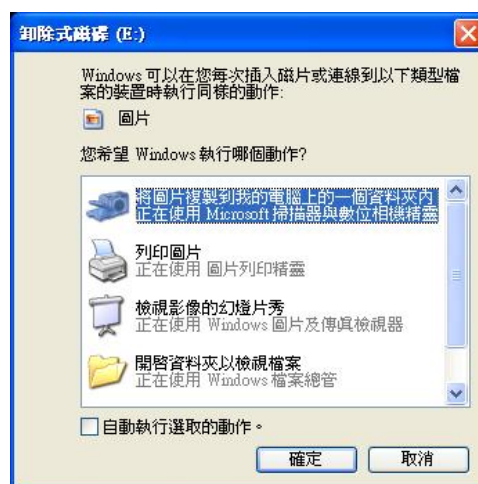 卸除式磁碟 (E:)
Windows 可以在您每次插入磁片或連線到以下類型檔
案的裝置時執行同樣的動作:
圖片
您希望 Windows 執行哪個動作?
將圖片複製到我的電腦上的一個資料夾內
正在使用 Microsoft 掃描器與數位相機精靈
列印圖片
正在使用 圖片列印精靈
檢視影像的幻燈片秀
正在使用 Windows 圖片及傳真檢視器
開啓資料夾以檢視檔案
正在使用 Windows 檔案總管
自動執行選取的動作。
確定
取消